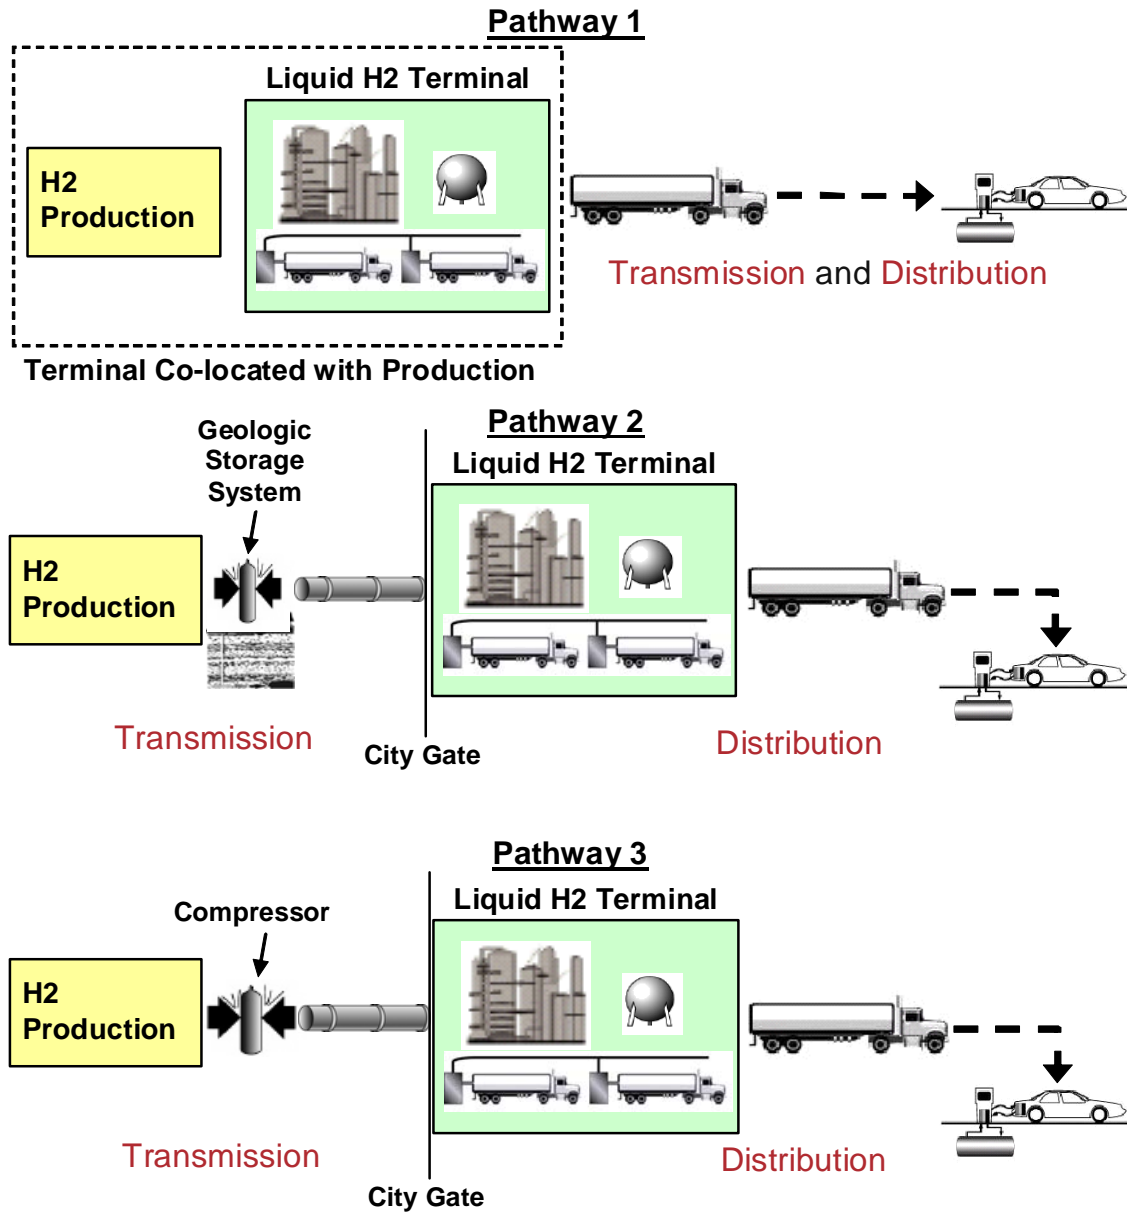 Pathway 1
Liquid H2 Terminal
H2
Production
Transmission and Distribution
Terminal Co-located with Production
Geologic
Storage
System
Pathway 2
Liquid H2 Terminal
H2
Production
Transmission
City Gate
Distribution
Pathway 3
Liquid H2 Terminal
Compressor
H2
Production
Transmission
City Gate
Distribution